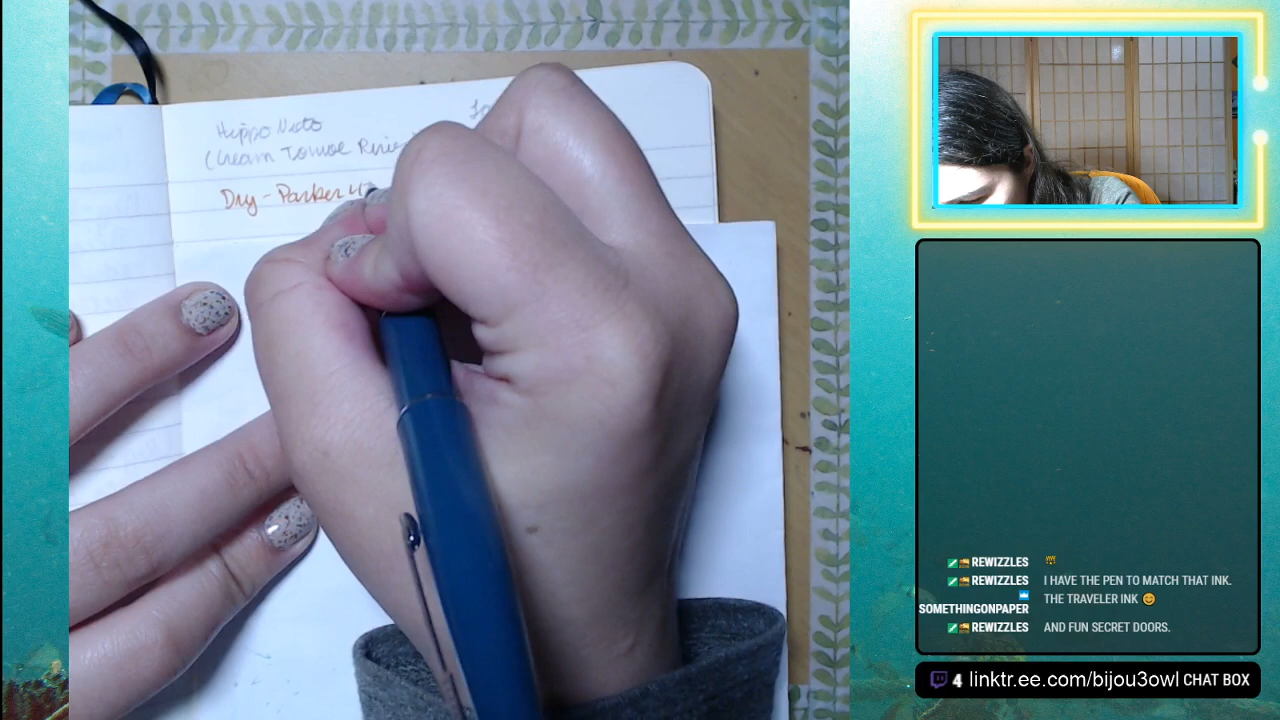 Hippo Noto
(Cream Tomoe River
Dry - Parker
REWIZZLES
REWIZZLES I HAVE THE PEN TO MATCH THAT INK.
SOMETHINGONPAPER THE TRAVELER INK 😊
REWIZZLES AND FUN SECRET DOORS.
4 linktr.ee.com/bijou3owl CHAT BOX